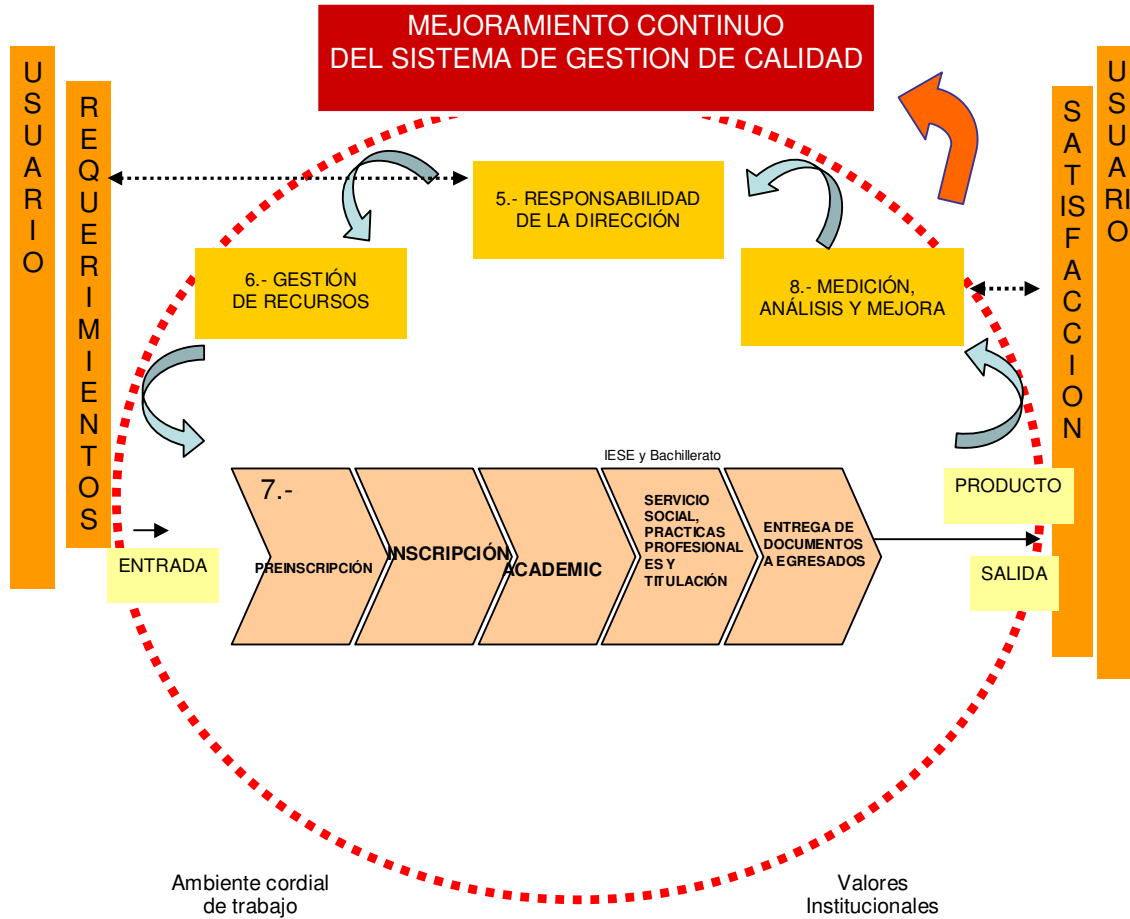 MEJORAMIENTO CONTINUO
DEL SISTEMA DE GESTION DE CALIDAD
USUARIO
REQUERIMIENTOS
5.- RESPONSABILIDAD
DE LA DIRECCIÓN
6.- GESTIÓN
DE RECURSOS
8.- MEDICIÓN,
ANÁLISIS Y MEJORA
SATISFACCION
USUARIO
IESE y Bachillerato
7.-
PREINSCRIPCIÓN
INSCRIPCIÓN
ACADEMIC
SERVICIO
SOCIAL,
PRACTICAS
PROFESIONAL
ES Y
TITULACIÓN
ENTREGA DE
DOCUMENTOS
A EGRESADOS
ENTRADA
PRODUCTO
SALIDA
Ambiente cordial
de trabajo
Valores
Institucionales